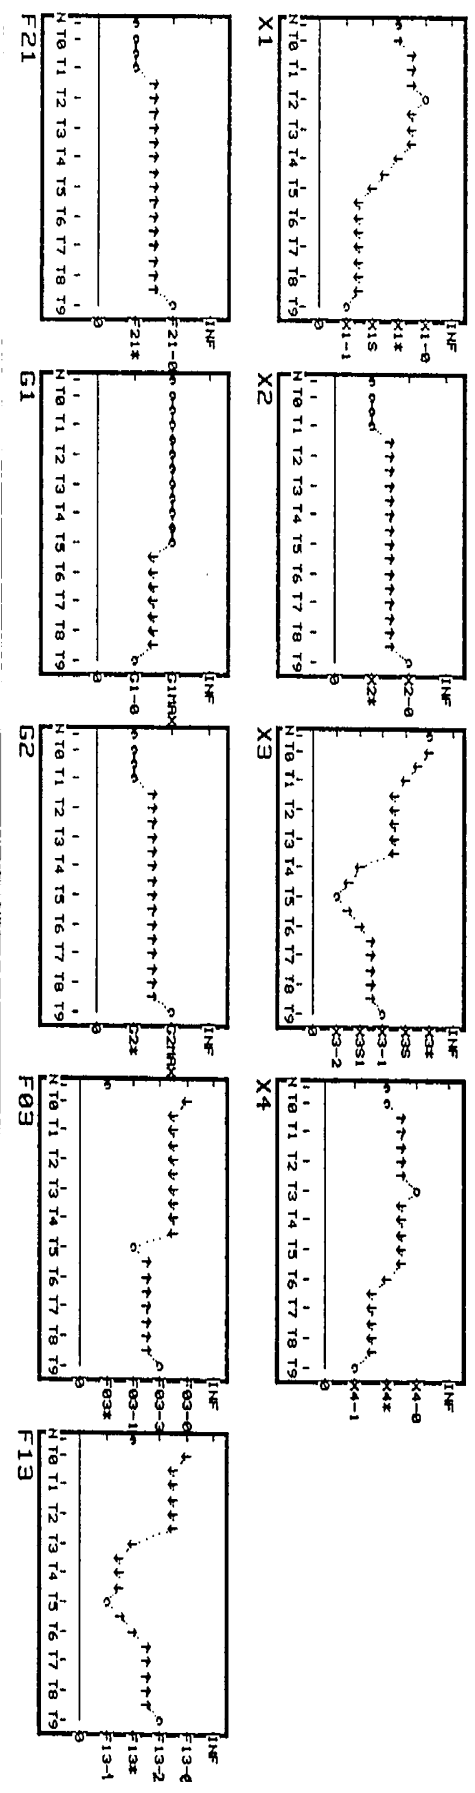 INF
X1-0
X1*
X1S
X1-1
0
N T0 T1 T2 T3 T4 T5 T6 T7 T8 T9
X1
INF
X2-0
X2*
0
N T0 T1 T2 T3 T4 T5 T6 T7 T8 T9
X2
INF
X3*
X3S
X3-1
X3S1
X3-2
0
N T0 T1 T2 T3 T4 T5 T6 T7 T8 T9
X3
INF
X4-0
X4*
X4-1
0
N T0 T1 T2 T3 T4 T5 T6 T7 T8 T9
X4
INF
F21-0
F21*
0
N T0 T1 T2 T3 T4 T5 T6 T7 T8 T9
F21
INF
G1MAX
G1-0
0
N T0 T1 T2 T3 T4 T5 T6 T7 T8 T9
G1
INF
G2MAX
G2*
0
N T0 T1 T2 T3 T4 T5 T6 T7 T8 T9
G2
INF
F03-0
F03-3
F03-1
F03*
0
N T0 T1 T2 T3 T4 T5 T6 T7 T8 T9
F03
INF
F13-0
F13-2
F13*
F13-1
0
N T0 T1 T2 T3 T4 T5 T6 T7 T8 T9
F13